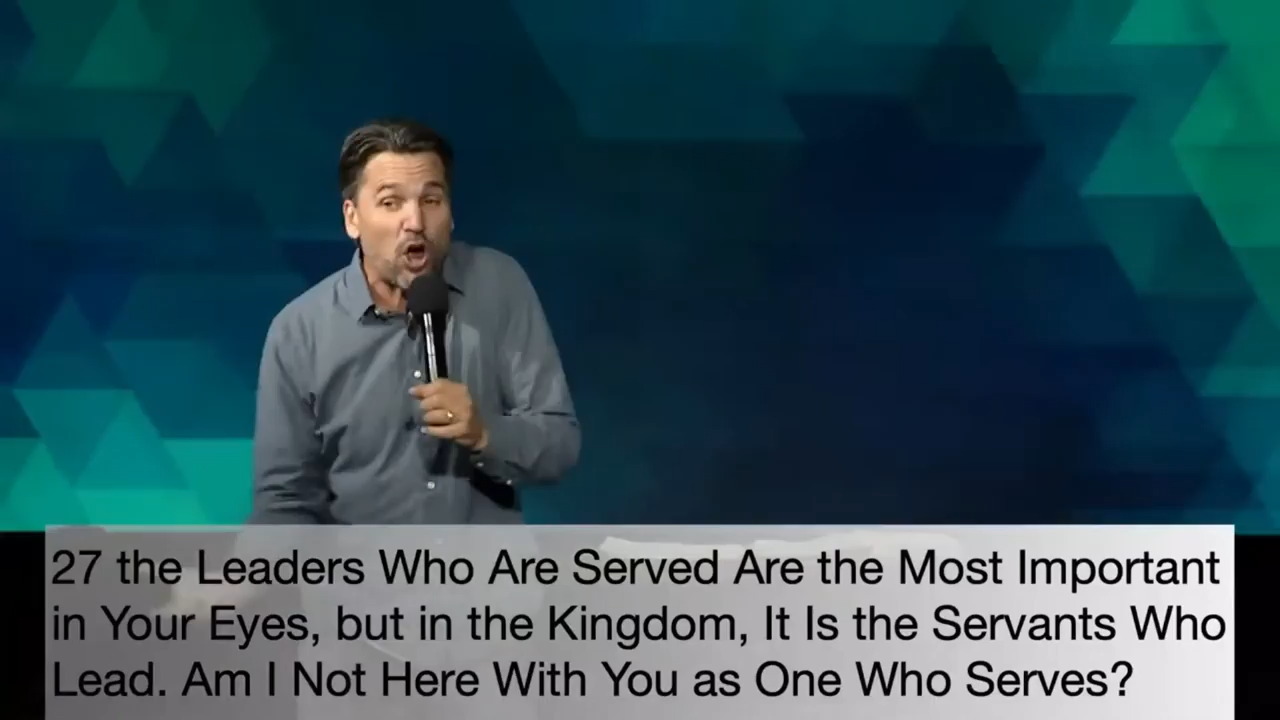 27 the Leaders Who Are Served Are the Most Important
in Your Eyes, but in the Kingdom, It Is the Servants Who
Lead. Am I Not Here With You as One Who Serves?